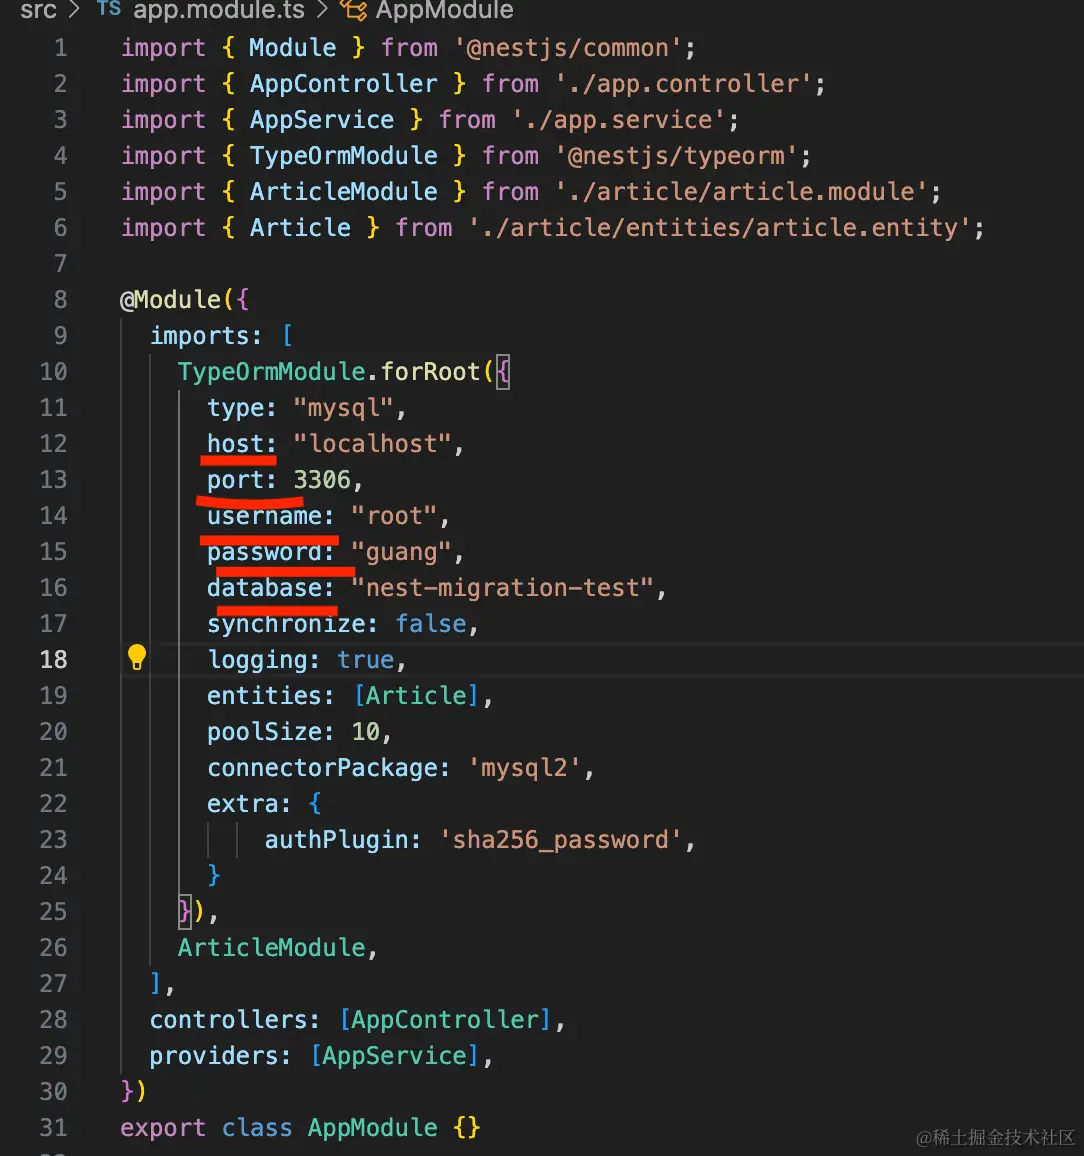 src > TS app.module.ts > AppModule
1 import { Module } from '@nestjs/common';
2 import { AppController } from './app.controller';
3 import { AppService } from './app.service';
4 import { TypeOrmModule } from '@nestjs/typeorm';
5 import { ArticleModule } from './article/article.module';
6 import { Article } from './article/entities/article.entity';
7
8 @Module({
9 imports: [
10 TypeOrmModule.forRoot({
11 type: "mysql",
12 host: "localhost",
13 port: 3306,
14 username: "root",
15 password: "guang",
16 database: "nest-migration-test",
17 synchronize: false,
18 logging: true,
19 entities: [Article],
20 poolSize: 10,
21 connectorPackage: 'mysql2',
22 extra: {
23 authPlugin: 'sha256_password',
24 }
25 }),
26 ArticleModule,
27 ],
28 controllers: [AppController],
29 providers: [AppService],
30 })
31 export class AppModule {}
@稀土掘金技术社区